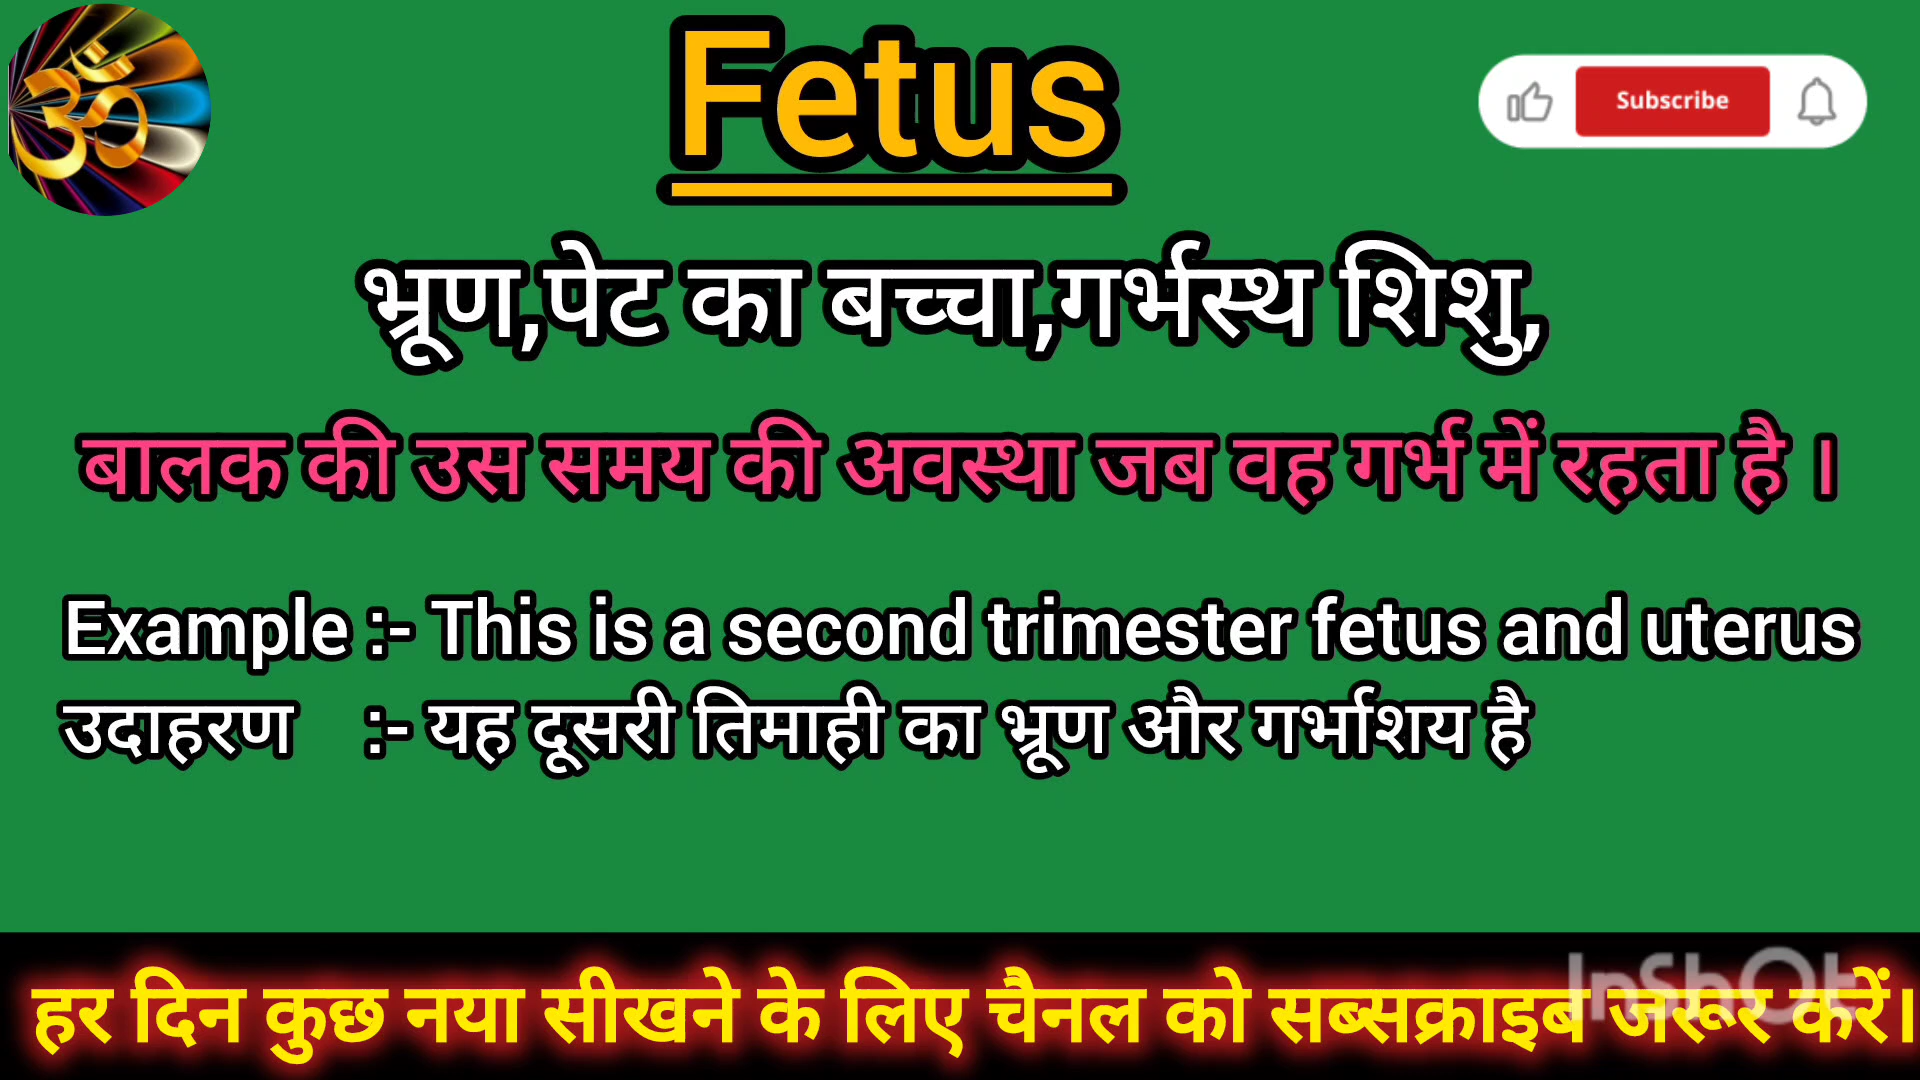 ॐ
Fetus
Subscribe
भ्रूण,पेट का बच्चा,गर्भस्थ शिशु,
बालक की उस समय की अवस्था जब वह गर्भ में रहता है ।
Example :- This is a second trimester fetus and uterus
उदाहरण :- यह दूसरी तिमाही का भ्रूण और गर्भाशय है
InShOt
हर दिन कुछ नया सीखने के लिए चैनल को सब्सक्राइब जरूर करें।